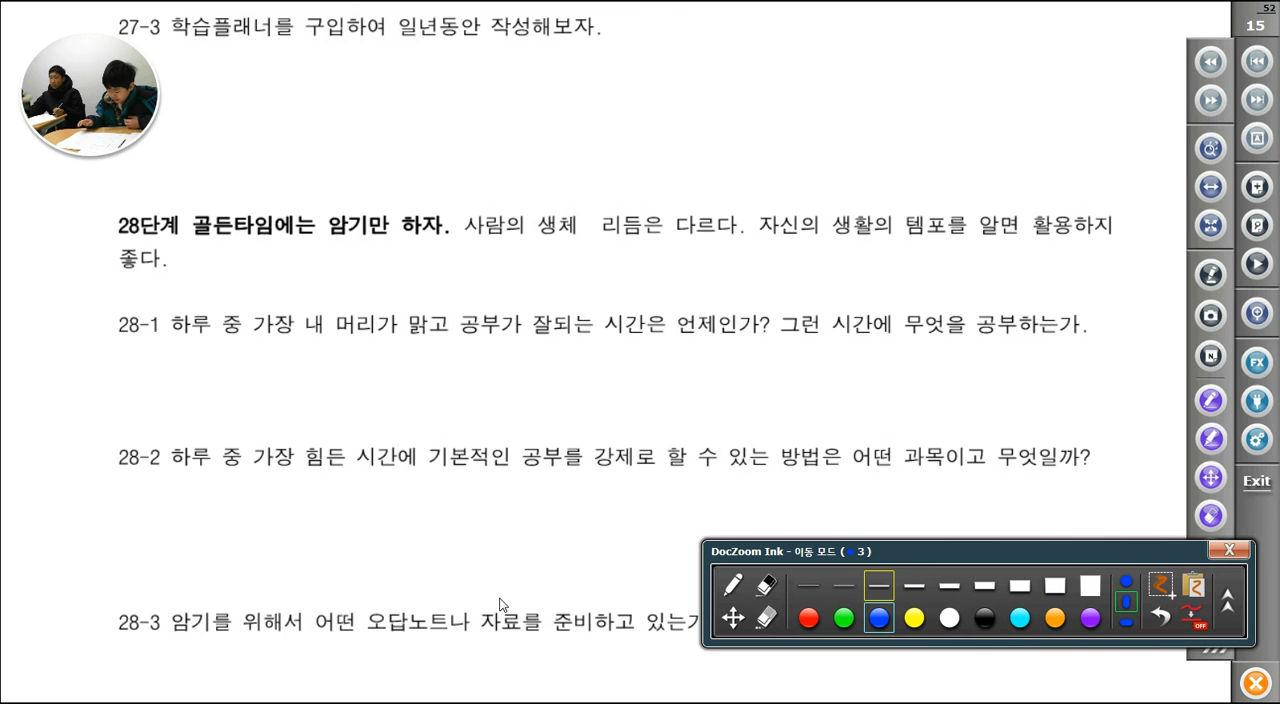 27-3 학습플래너를 구입하여 일년동안 작성해보자.
52
15
28단계 골든타임에는 암기만 하자. 사람의 생체 리듬은 다르다. 자신의 생활의 템포를 알면 활용하지
좋다.
28-1 하루 중 가장 내 머리가 맑고 공부가 잘되는 시간은 언제인가? 그런 시간에 무엇을 공부하는가.
28-2 하루 중 가장 힘든 시간에 기본적인 공부를 강제로 할 수 있는 방법은 어떤 과목이고 무엇일까?
A
N
FX
Exit
DocZoom Ink - 이동 모드 ( 3 )
X
OFF
28-3 암기를 위해서 어떤 오답노트나 자료를 준비하고 있는